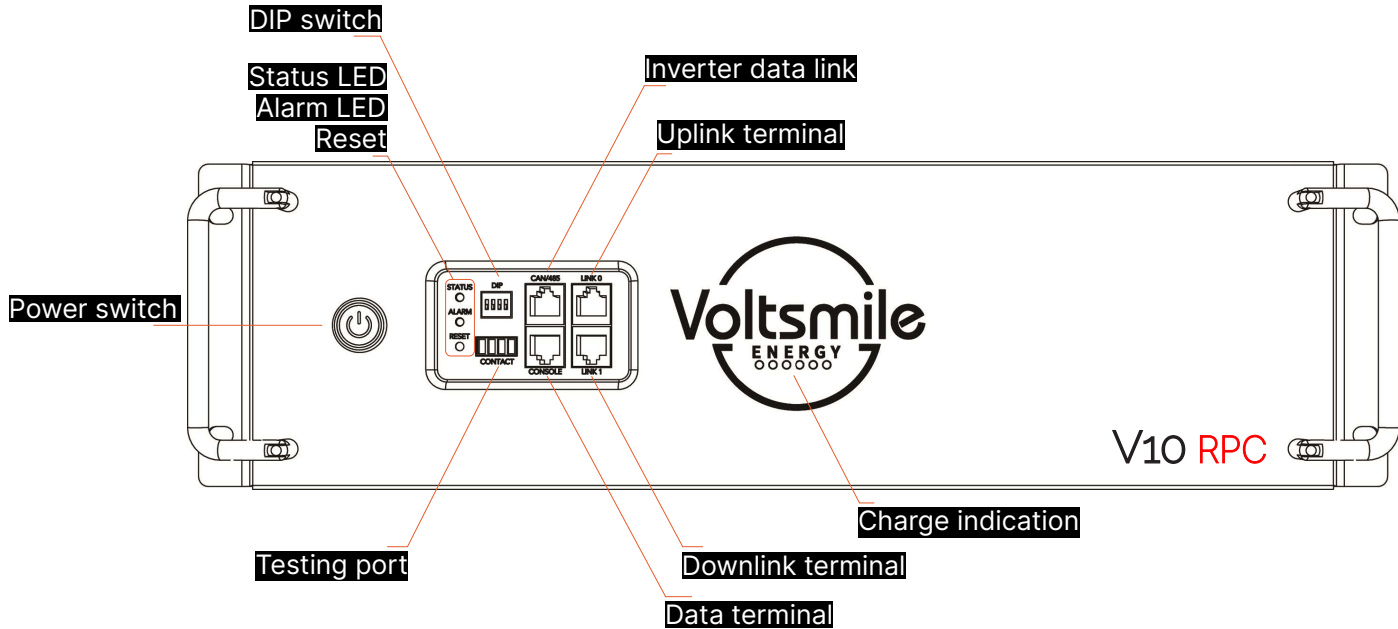 DIP switch
Status LED
Alarm LED
Reset
Inverter data link
Uplink terminal
Power switch
STATUS
ALARM
RESET
DIP
CONTACT
CAN/485
LINK 0
CONSOLE
LINK 1
Voltsmile
ENERGY
V10 RPC
Charge indication
Testing port
Downlink terminal
Data terminal